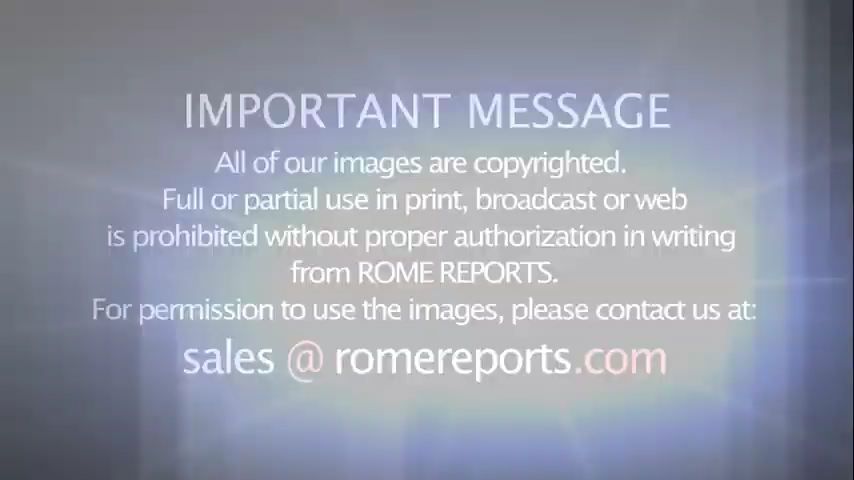 IMPORTANT MESSAGE
All of our images are copyrighted.
Full or partial use in print, broadcast or web
is prohibited without proper authorization in writing
from ROME REPORTS.
For permission to use the images, please contact us at:
sales @ romereports.com